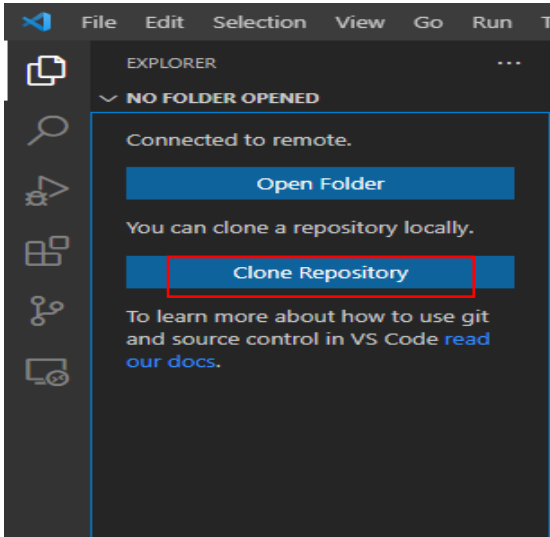 File Edit Selection View Go Run
EXPLORER ...
NO FOLDER OPENED
Connected to remote.
Open Folder
You can clone a repository locally.
Clone Repository
To learn more about how to use git
and source control in VS Code read
our docs.